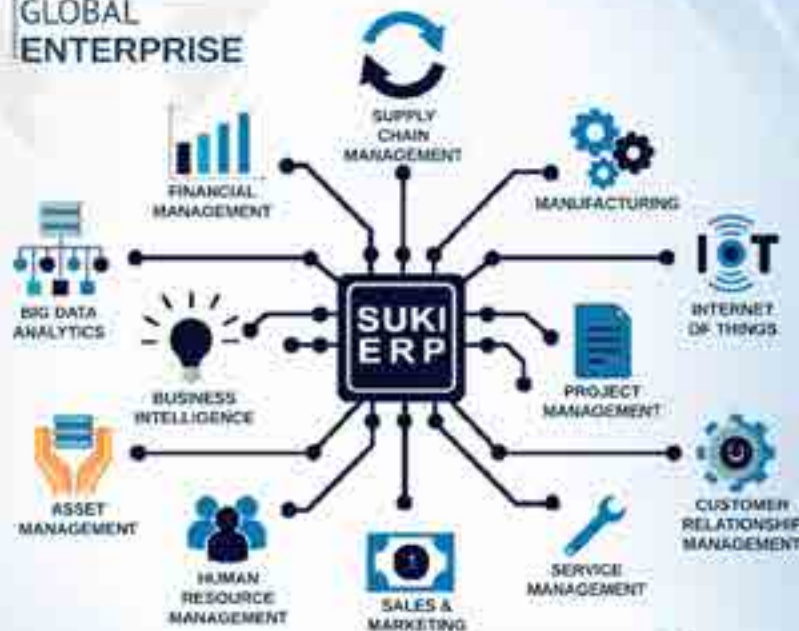 GLOBAL
ENTERPRISE
SUPPLY
CHAIN
MANAGEMENT
FINANCIAL
MANAGEMENT
MANUFACTURING
BIG DATA
ANALYTICS
IOT
INTERNET
OF THINGS
SUKI
ERP
BUSINESS
INTELLIGENCE
PROJECT
MANAGEMENT
ASSET
MANAGEMENT
CUSTOMER
RELATIONSHIP
MANAGEMENT
HUMAN
RESOURCE
MANAGEMENT
SALES &
MARKETING
SERVICE
MANAGEMENT